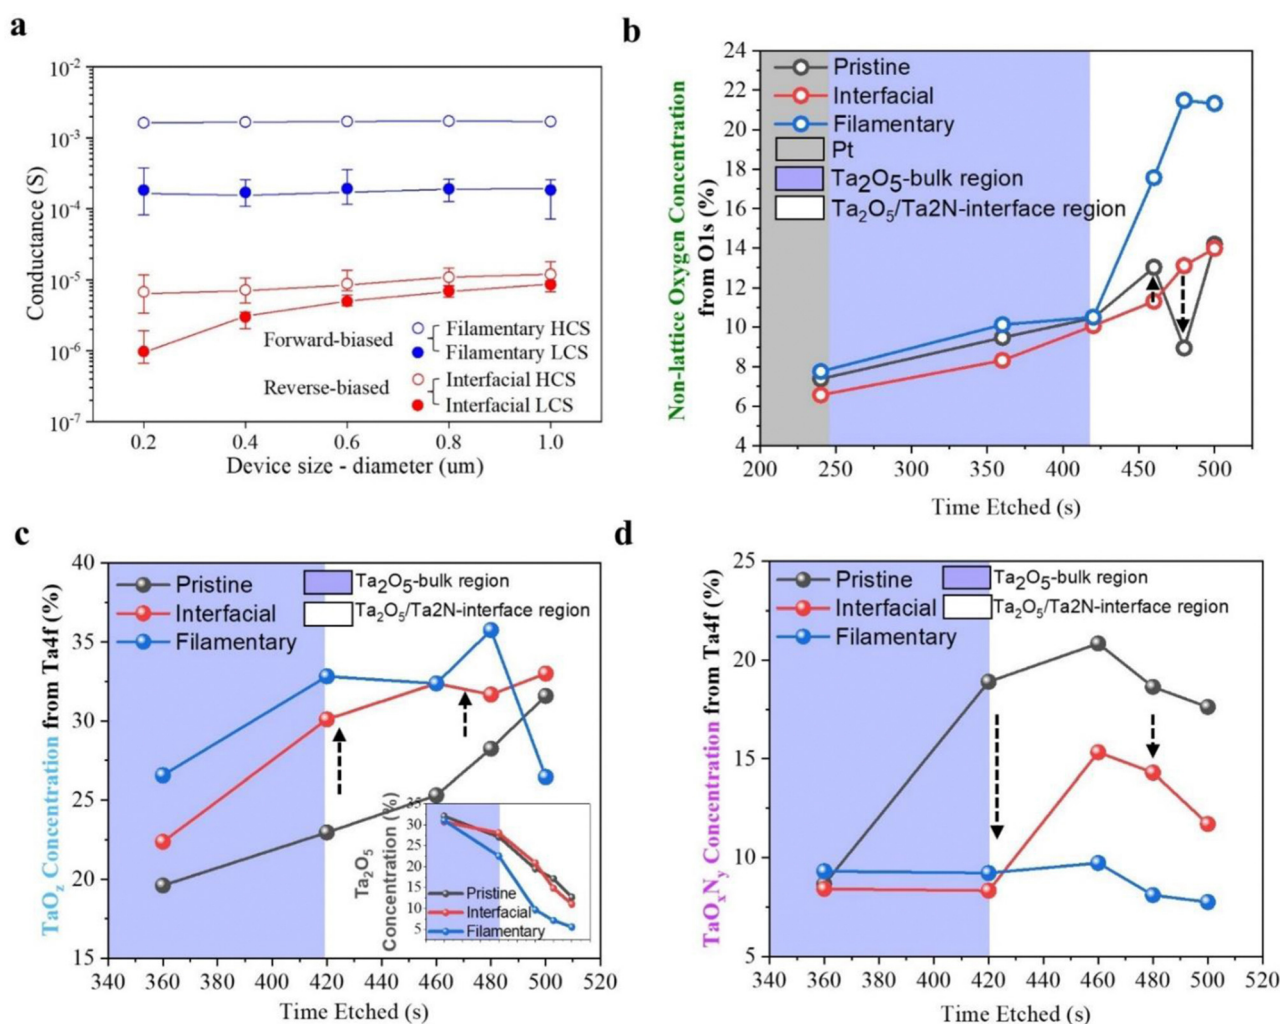 a
10-2
10-3
10-4
10-5
10-6
10-7
Conductance (S)
Forward-biased
Filamentary HCS
Filamentary LCS
Reverse-biased
Interfacial HCS
Interfacial LCS
0.2 0.4 0.6 0.8 1.0
Device size - diameter (um)
b
24
22
20
18
16
14
12
10
8
6
4
Non-lattice Oxygen Concentration
from O1s (%)
Pristine
Interfacial
Filamentary
Pt
Ta2O5-bulk region
Ta2O5/Ta2N-interface region
200 250 300 350 400 450 500
Time Etched (s)
c
40
35
30
25
20
15
TaOz Concentration from Ta4f (%)
Pristine
Interfacial
Filamentary
Ta2O5-bulk region
Ta2O5/Ta2N-interface region
35
30
25
20
15
10
5
Ta2O5
Concentration (%)
Pristine
Interfacial
Filamentary
340 360 380 400 420 440 460 480 500 520
Time Etched (s)
d
25
20
15
10
5
TaOxNy Concentration from Ta4f (%)
Pristine
Interfacial
Filamentary
Ta2O5-bulk region
Ta2O5/Ta2N-interface region
340 360 380 400 420 440 460 480 500 520
Time Etched (s)